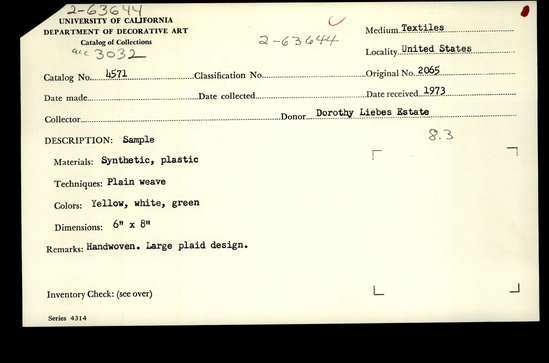 2-63644
UNIVERSITY OF CALIFORNIA
DEPARTMENT OF DECORATIVE ART
Catalog of Collections
acc 3032
2-63644
Medium Textiles
Locality United States
Catalog No. 4571 Classification No. Original No. 2065
Date made Date collected Date received 1973
Collector Donor Dorothy Liebes Estate
8.3
DESCRIPTION: Sample
Materials: Synthetic, plastic
Techniques: Plain weave
Colors: Yellow, white, green
Dimensions: 6" x 8"
Remarks: Handwoven. Large plaid design.
Inventory Check: (see over)
Series 4314